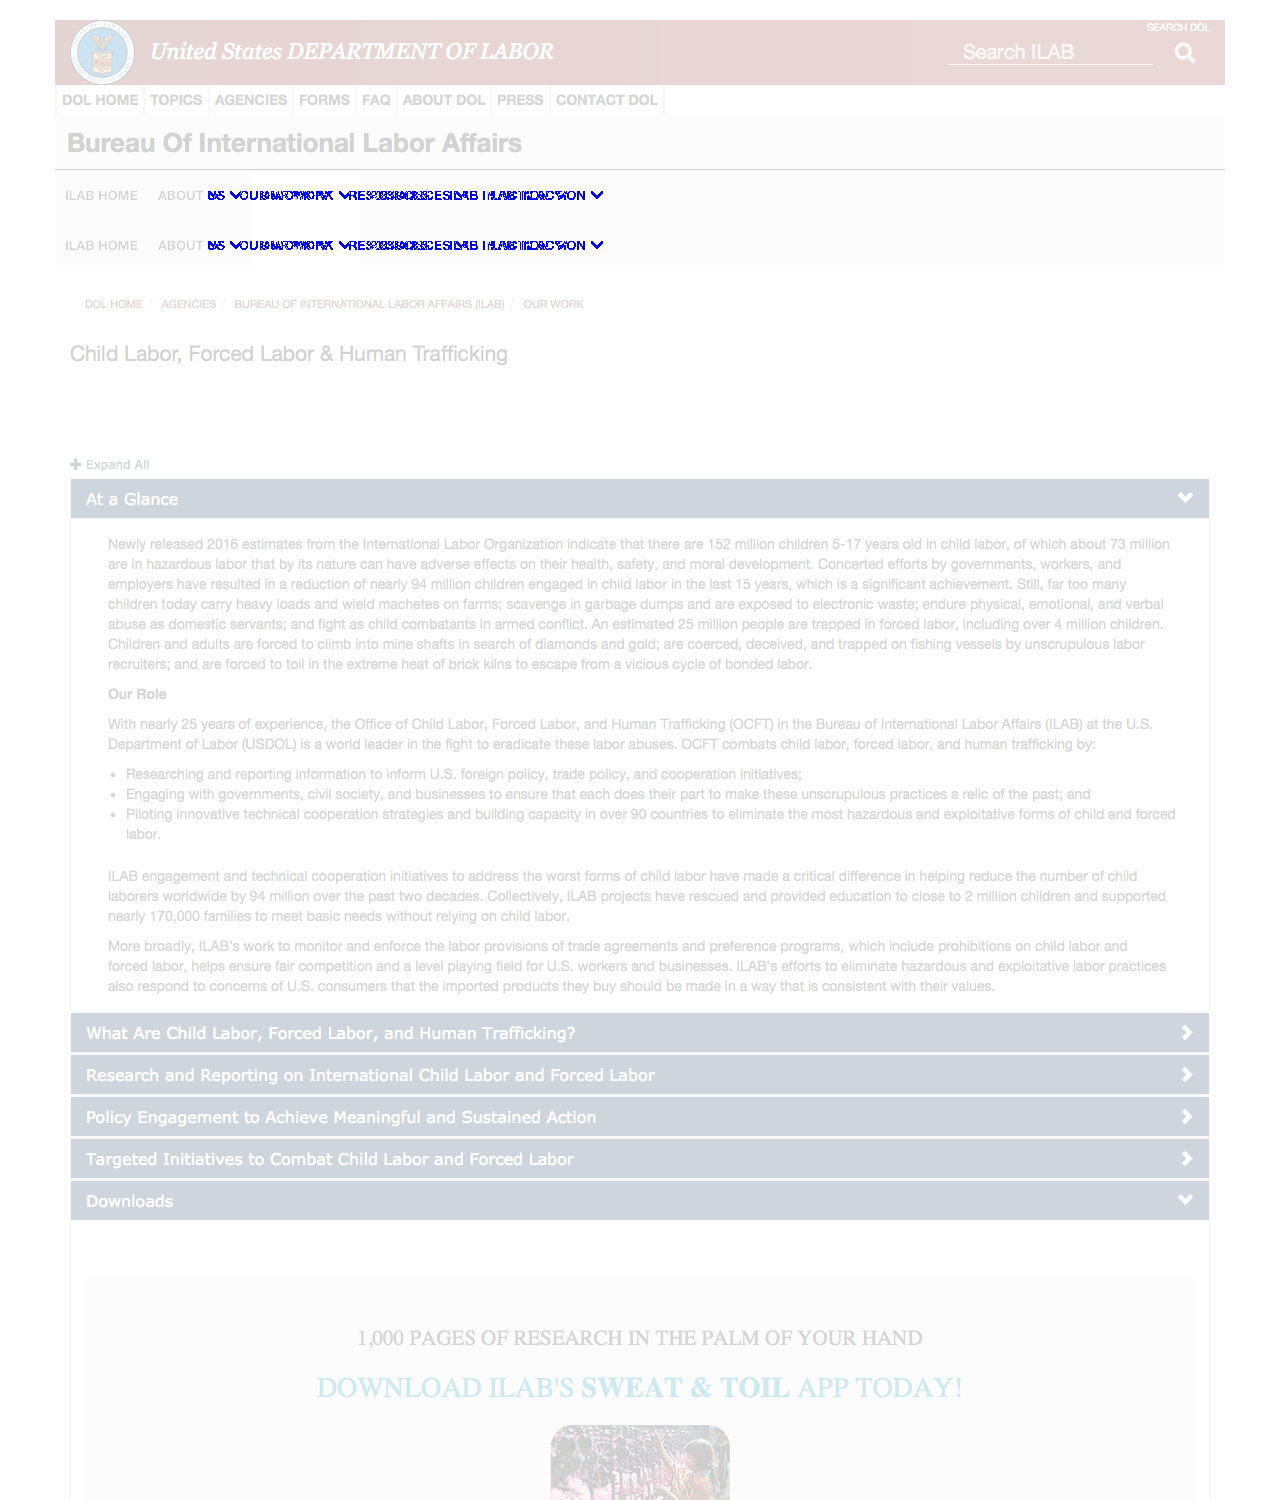 SEARCH DOL
United States DEPARTMENT OF LABOR
Search ILAB
DOL HOME TOPICS AGENCIES FORMS FAQ ABOUT DOL PRESS CONTACT DOL
Bureau Of International Labor Affairs
ILAB HOME ABOUT
ILAB HOME ABOUT
DOL HOME / AGENCIES / BUREAU OF INTERNATIONAL LABOR AFFAIRS (ILAB) / OUR WORK
Child Labor, Forced Labor & Human Trafficking
Expand All
At a Glance
Newly released 2016 estimates from the International Labor Organization indicate that there are 152 million children 5-17 years old in child labor, of which about 73 million
are in hazardous labor that by its nature can have adverse effects on their health, safety, and moral development. Concerted efforts by governments, workers, and
employers have resulted in a reduction of nearly 94 million children engaged in child labor in the last 15 years, which is a significant achievement. Still, far too many
children today carry heavy loads and wield machetes on farms; scavenge in garbage dumps and are exposed to electronic waste; endure physical, emotional, and verbal
abuse as domestic servants; and fight as child combatants in armed conflict. An estimated 25 million people are trapped in forced labor, including over 4 million children.
Children and adults are forced to climb into mine shafts in search of diamonds and gold; are coerced, deceived, and trapped on fishing vessels by unscrupulous labor
recruiters; and are forced to toil in the extreme heat of brick kilns to escape from a vicious cycle of bonded labor.
Our Role
With nearly 25 years of experience, the Office of Child Labor, Forced Labor, and Human Trafficking (OCFT) in the Bureau of International Labor Affairs (ILAB) at the U.S.
Department of Labor (USDOL) is a world leader in the fight to eradicate these labor abuses. OCFT combats child labor, forced labor, and human trafficking by:
• Researching and reporting information to inform U.S. foreign policy, trade policy, and cooperation initiatives;
• Engaging with governments, civil society, and businesses to ensure that each does their part to make these unscrupulous practices a relic of the past; and
• Piloting innovative technical cooperation strategies and building capacity in over 90 countries to eliminate the most hazardous and exploitative forms of child and forced
labor.
ILAB engagement and technical cooperation initiatives to address the worst forms of child labor have made a critical difference in helping reduce the number of child
laborers worldwide by 94 million over the past two decades. Collectively, ILAB projects have rescued and provided education to close to 2 million children and supported
nearly 170,000 families to meet basic needs without relying on child labor.
More broadly, ILAB's work to monitor and enforce the labor provisions of trade agreements and preference programs, which include prohibitions on child labor and
forced labor, helps ensure fair competition and a level playing field for U.S. workers and businesses. ILAB's efforts to eliminate hazardous and exploitative labor practices
also respond to concerns of U.S. consumers that the imported products they buy should be made in a way that is consistent with their values.
What Are Child Labor, Forced Labor, and Human Trafficking?
Research and Reporting on International Child Labor and Forced Labor
Policy Engagement to Achieve Meaningful and Sustained Action
Targeted Initiatives to Combat Child Labor and Forced Labor
Downloads
1,000 PAGES OF RESEARCH IN THE PALM OF YOUR HAND
DOWNLOAD ILAB'S SWEAT & TOIL APP TODAY!